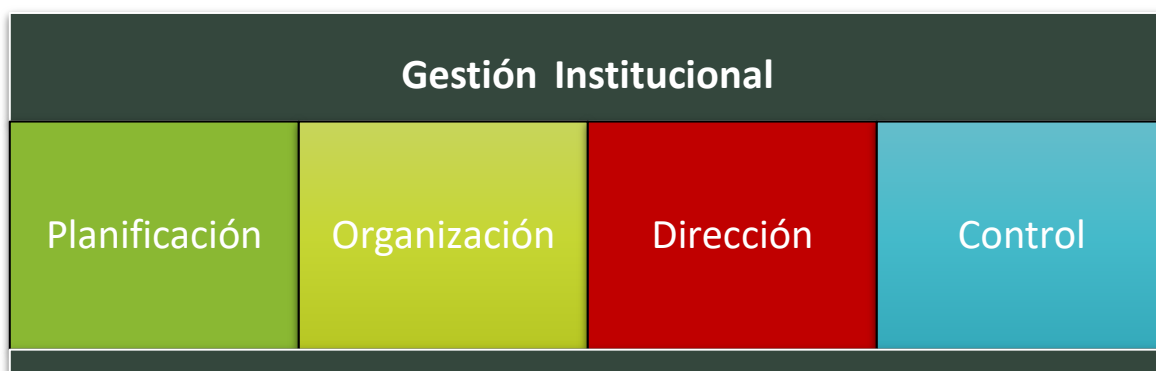 Gestión Institucional
Planificación
Organización
Dirección
Control